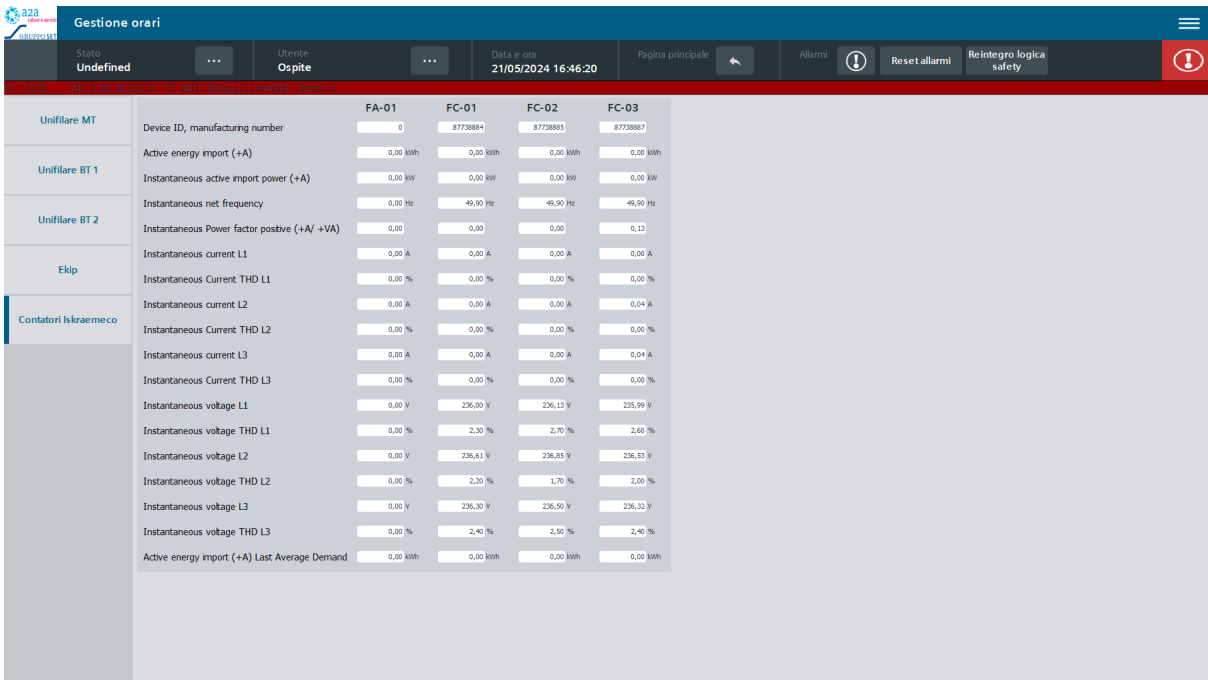 a2a
calore e servizi
GRUPPO SET
Gestione orari
Stato
Undefined
...
Utente
Ospite
...
Data e ora
21/05/2024 16:46:20
Pagina principale
Allarmi
Reset allarmi
Reintegro logica
safety
Unifilare MT
Unifilare BT 1
Unifilare BT 2
Ekip
Contatori Iskraemeco
FA-01 FC-01 FC-02 FC-03
Device ID, manufacturing number 0 87738884 87738885 87738887
Active energy import (+A) 0,00 kWh 0,00 kWh 0,00 kWh 0,00 kWh
Instantaneous active import power (+A) 0,00 kW 0,00 kW 0,00 kW 0,00 kW
Instantaneous net frequency 0,00 Hz 49,90 Hz 49,90 Hz 49,90 Hz
Instantaneous Power factor positive (+A/ +VA) 0,00 0,00 0,00 0,13
Instantaneous current L1 0,00 A 0,00 A 0,00 A 0,00 A
Instantaneous Current THD L1 0,00 % 0,00 % 0,00 % 0,00 %
Instantaneous current L2 0,00 A 0,00 A 0,00 A 0,04 A
Instantaneous Current THD L2 0,00 % 0,00 % 0,00 % 0,00 %
Instantaneous current L3 0,00 A 0,00 A 0,00 A 0,04 A
Instantaneous Current THD L3 0,00 % 0,00 % 0,00 % 0,00 %
Instantaneous voltage L1 0,00 V 236,00 V 236,13 V 235,99 V
Instantaneous voltage THD L1 0,00 % 2,30 % 2,70 % 2,60 %
Instantaneous voltage L2 0,00 V 236,61 V 236,85 V 236,53 V
Instantaneous voltage THD L2 0,00 % 2,20 % 1,70 % 2,00 %
Instantaneous voltage L3 0,00 V 236,30 V 236,50 V 236,32 V
Instantaneous voltage THD L3 0,00 % 2,40 % 2,50 % 2,40 %
Active energy import (+A) Last Average Demand 0,00 kWh 0,00 kWh 0,00 kWh 0,00 kWh